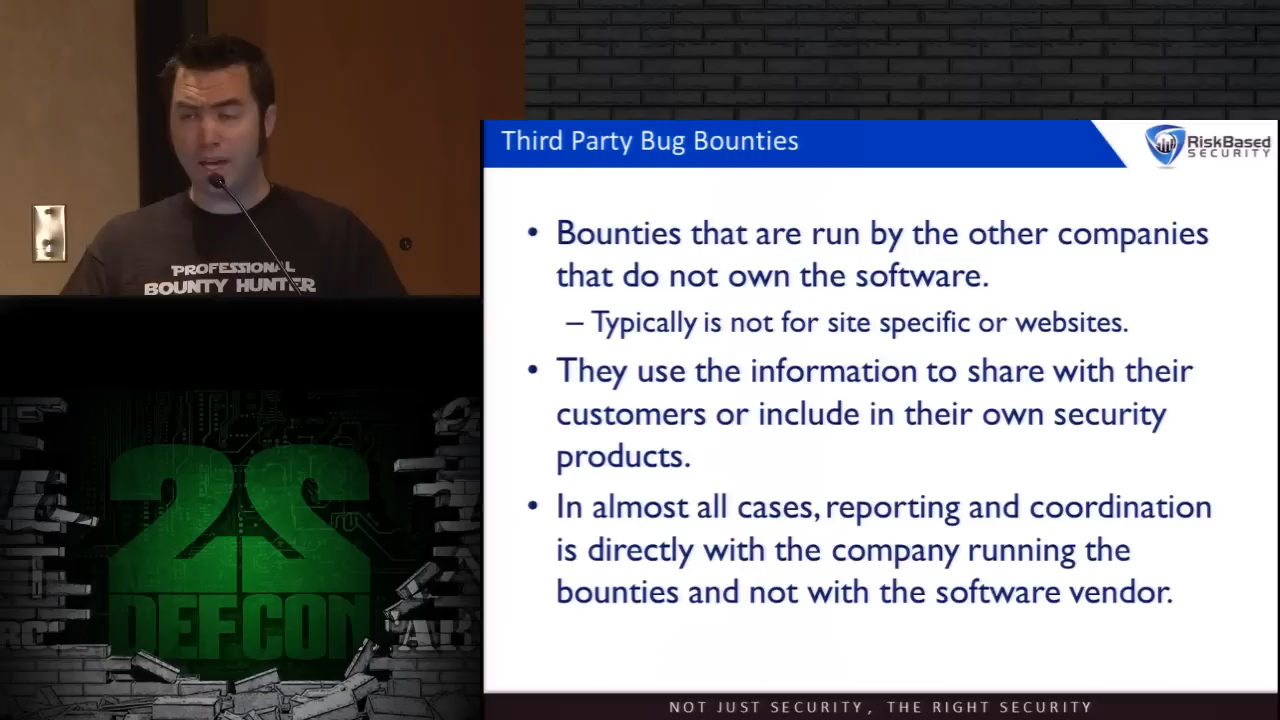 Third Party Bug Bounties
RiskBased
SECURITY
• Bounties that are run by the other companies
that do not own the software.
– Typically is not for site specific or websites.
• They use the information to share with their
customers or include in their own security
products.
• In almost all cases, reporting and coordination
is directly with the company running the
bounties and not with the software vendor.
NOT JUST SECURITY, THE RIGHT SECURITY
PROFESSIONAL
BOUNTY HUNTER
22
DEFCON